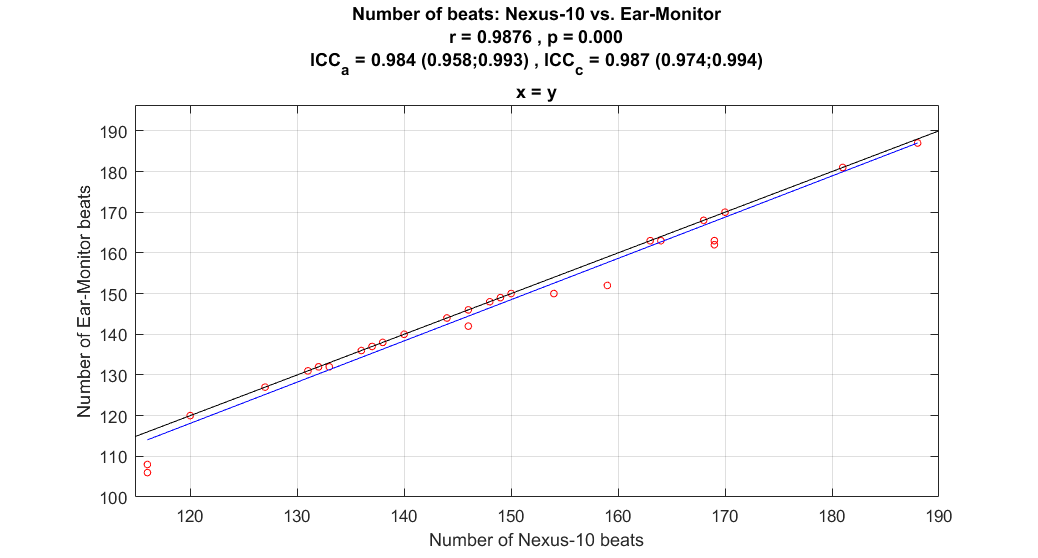 Number of beats: Nexus-10 vs. Ear-Monitor
r = 0.9876 , p = 0.000
ICCa = 0.984 (0.958;0.993) , ICCc = 0.987 (0.974;0.994)
x = y
Number of Ear-Monitor beats
190
180
170
160
150
140
130
120
110
100
120 130 140 150 160 170 180 190
Number of Nexus-10 beats